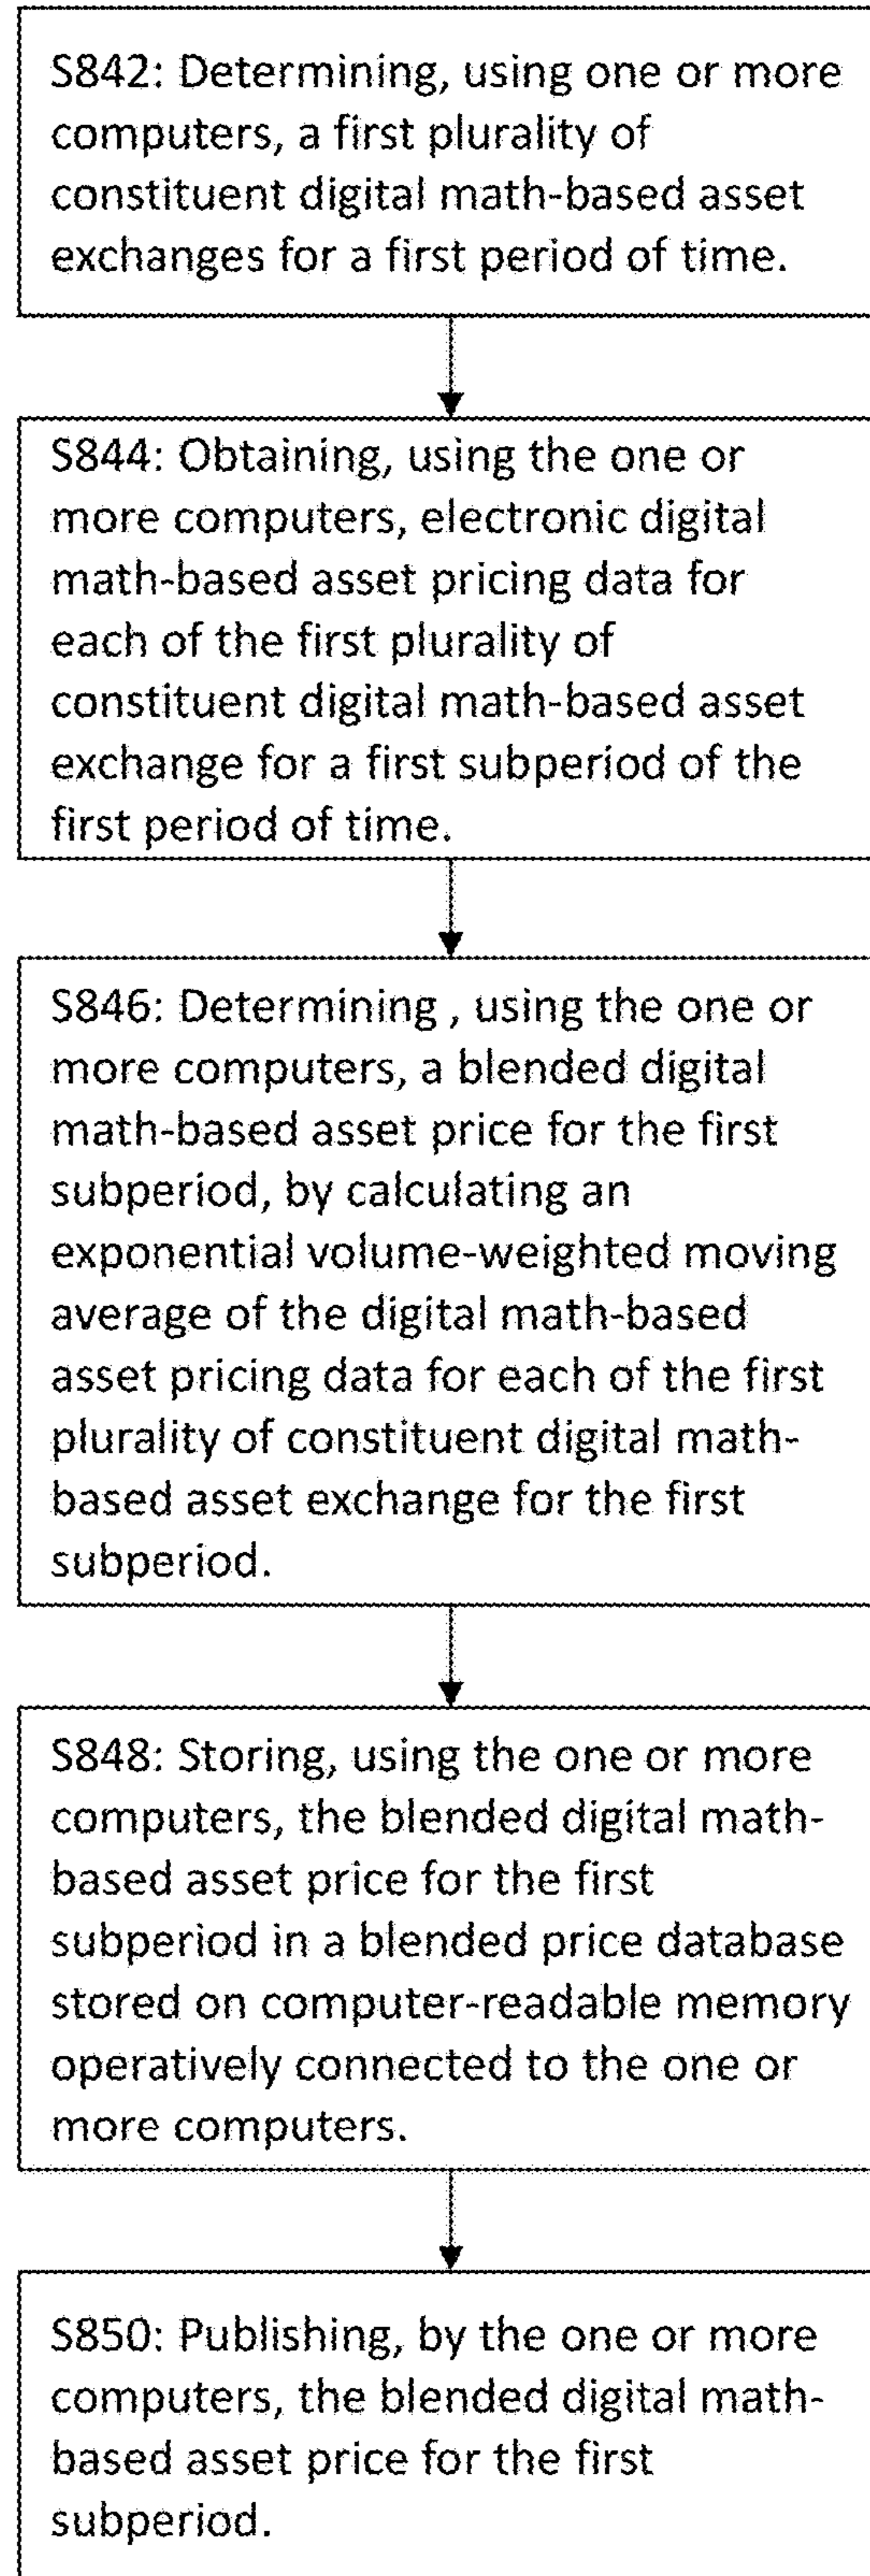 S842: Determining, using one or more
computers, a first plurality of
constituent digital math-based asset
exchanges for a first period of time.
S844: Obtaining, using the one or
more computers, electronic digital
math-based asset pricing data for
each of the first plurality of
constituent digital math-based asset
exchange for a first subperiod of the
first period of time.
S846: Determining , using the one or
more computers, a blended digital
math-based asset price for the first
subperiod, by calculating an
exponential volume-weighted moving
average of the digital math-based
asset pricing data for each of the first
plurality of constituent digital math-
based asset exchange for the first
subperiod.
S848: Storing, using the one or more
computers, the blended digital math-
based asset price for the first
subperiod in a blended price database
stored on computer-readable memory
operatively connected to the one or
more computers.
S850: Publishing, by the one or more
computers, the blended digital math-
based asset price for the first
subperiod.